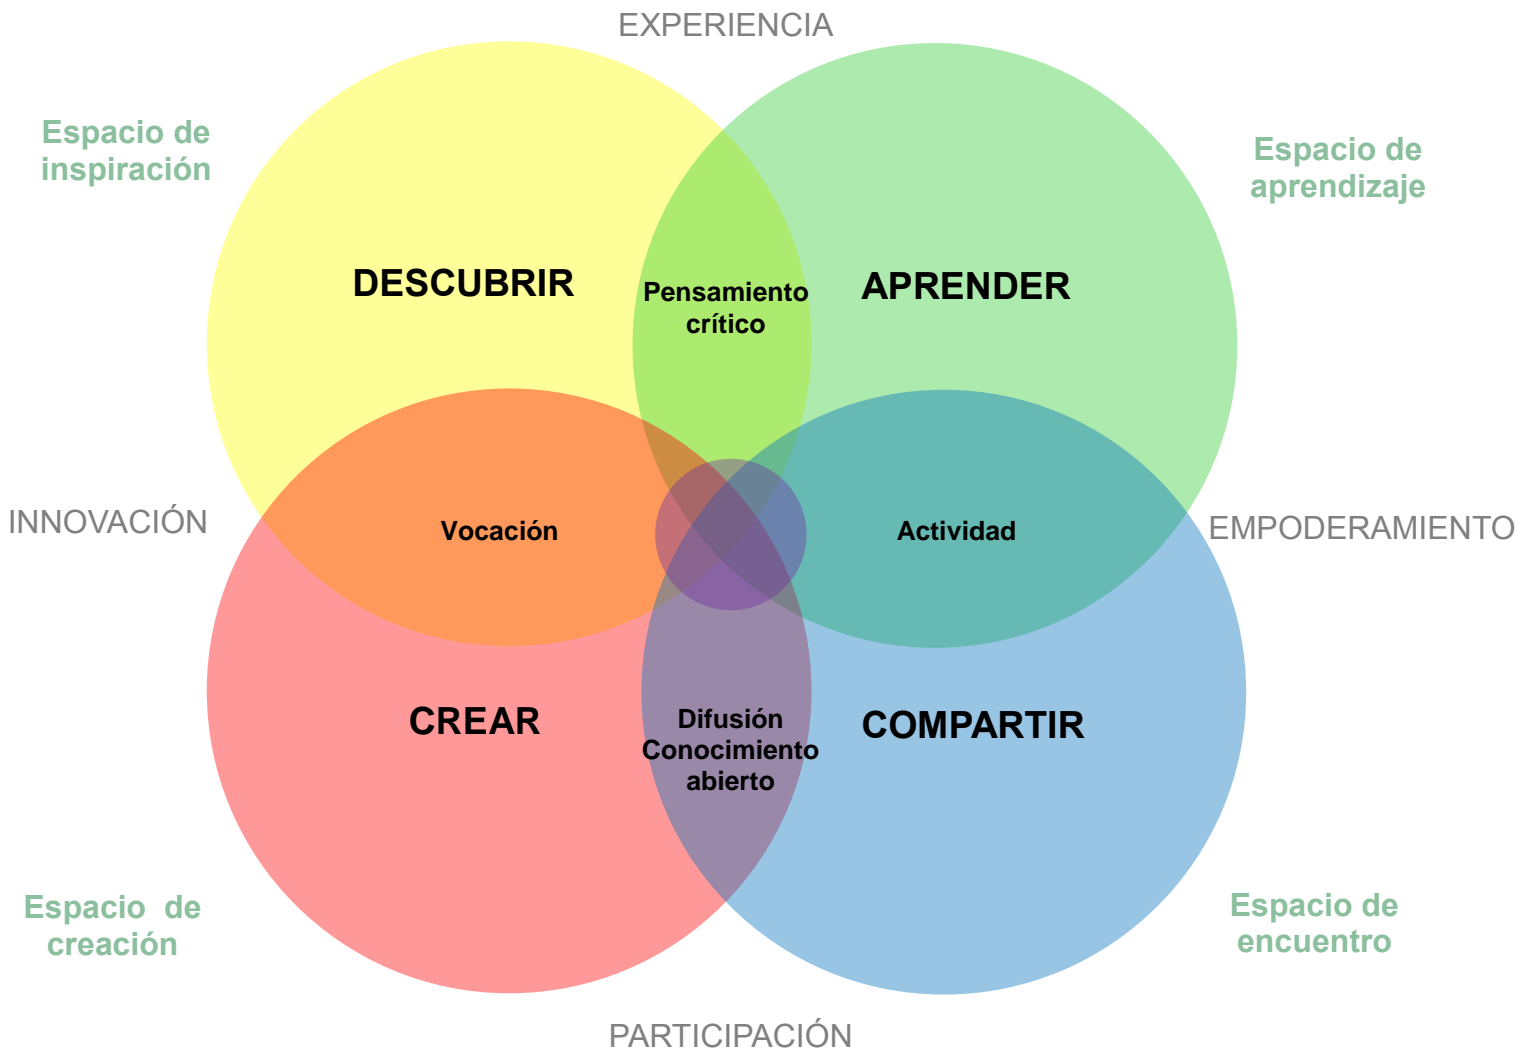 EXPERIENCIA
Espacio de
inspiración
Espacio de
aprendizaje
DESCUBRIR
Pensamiento
crítico
APRENDER
INNOVACIÓN
Vocación
Actividad
EMPODERAMIENTO
CREAR
Difusión
Conocimiento
abierto
COMPARTIR
Espacio  de
creación
Espacio de
encuentro
PARTICIPACIÓN